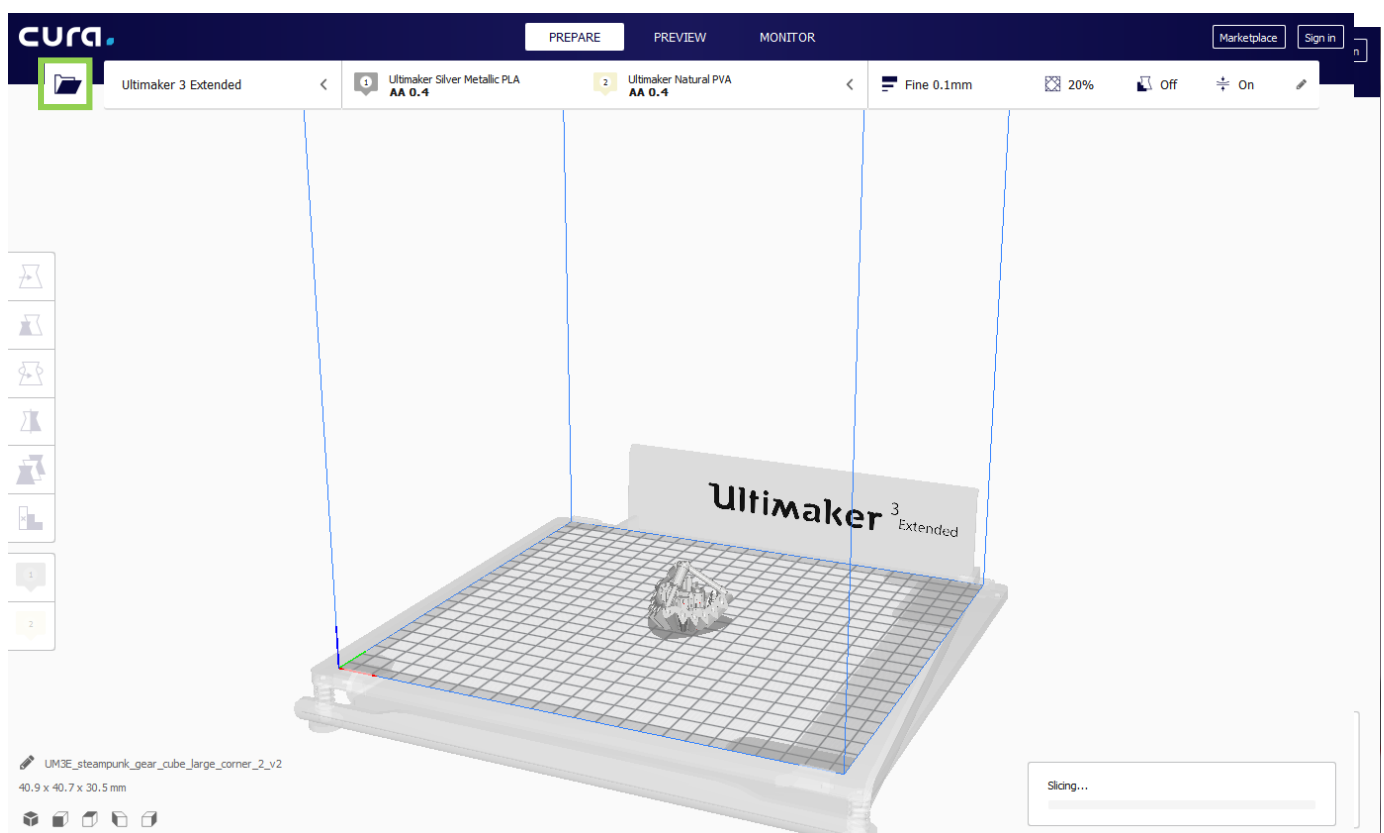 cura.
PREPARE
PREVIEW
MONITOR
Marketplace
Sign in
n
Ultimaker 3 Extended
1
Ultimaker Silver Metallic PLA
AA 0.4
2
Ultimaker Natural PVA
AA 0.4
Fine 0.1mm
20%
Off
On
Ultimaker 3
Extended
1
2
UM3E_steampunk_gear_cube_large_corner_2_v2
40.9 x 40.7 x 30.5 mm
Slicing...